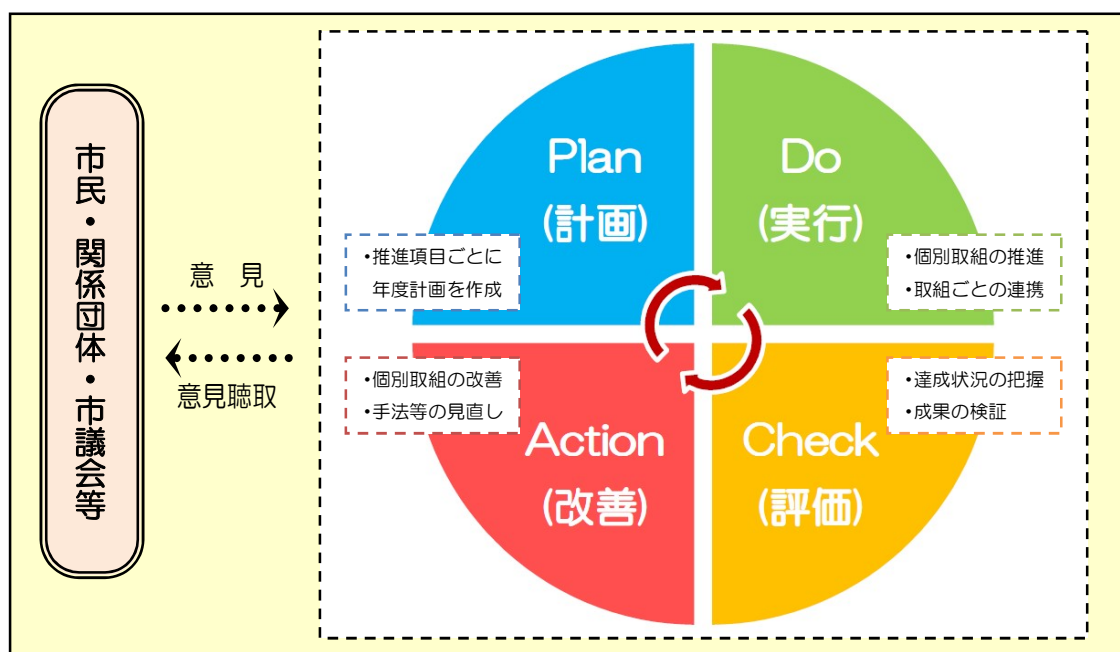 市民・関係団体・市議会等
意　見
意見聴取
Plan
(計画)
・推進項目ごとに
年度計画を作成
Do
(実行)
・個別取組の推進
・取組ごとの連携
・個別取組の改善
・手法等の見直し
Action
(改善)
・達成状況の把握
・成果の検証
Check
(評価)